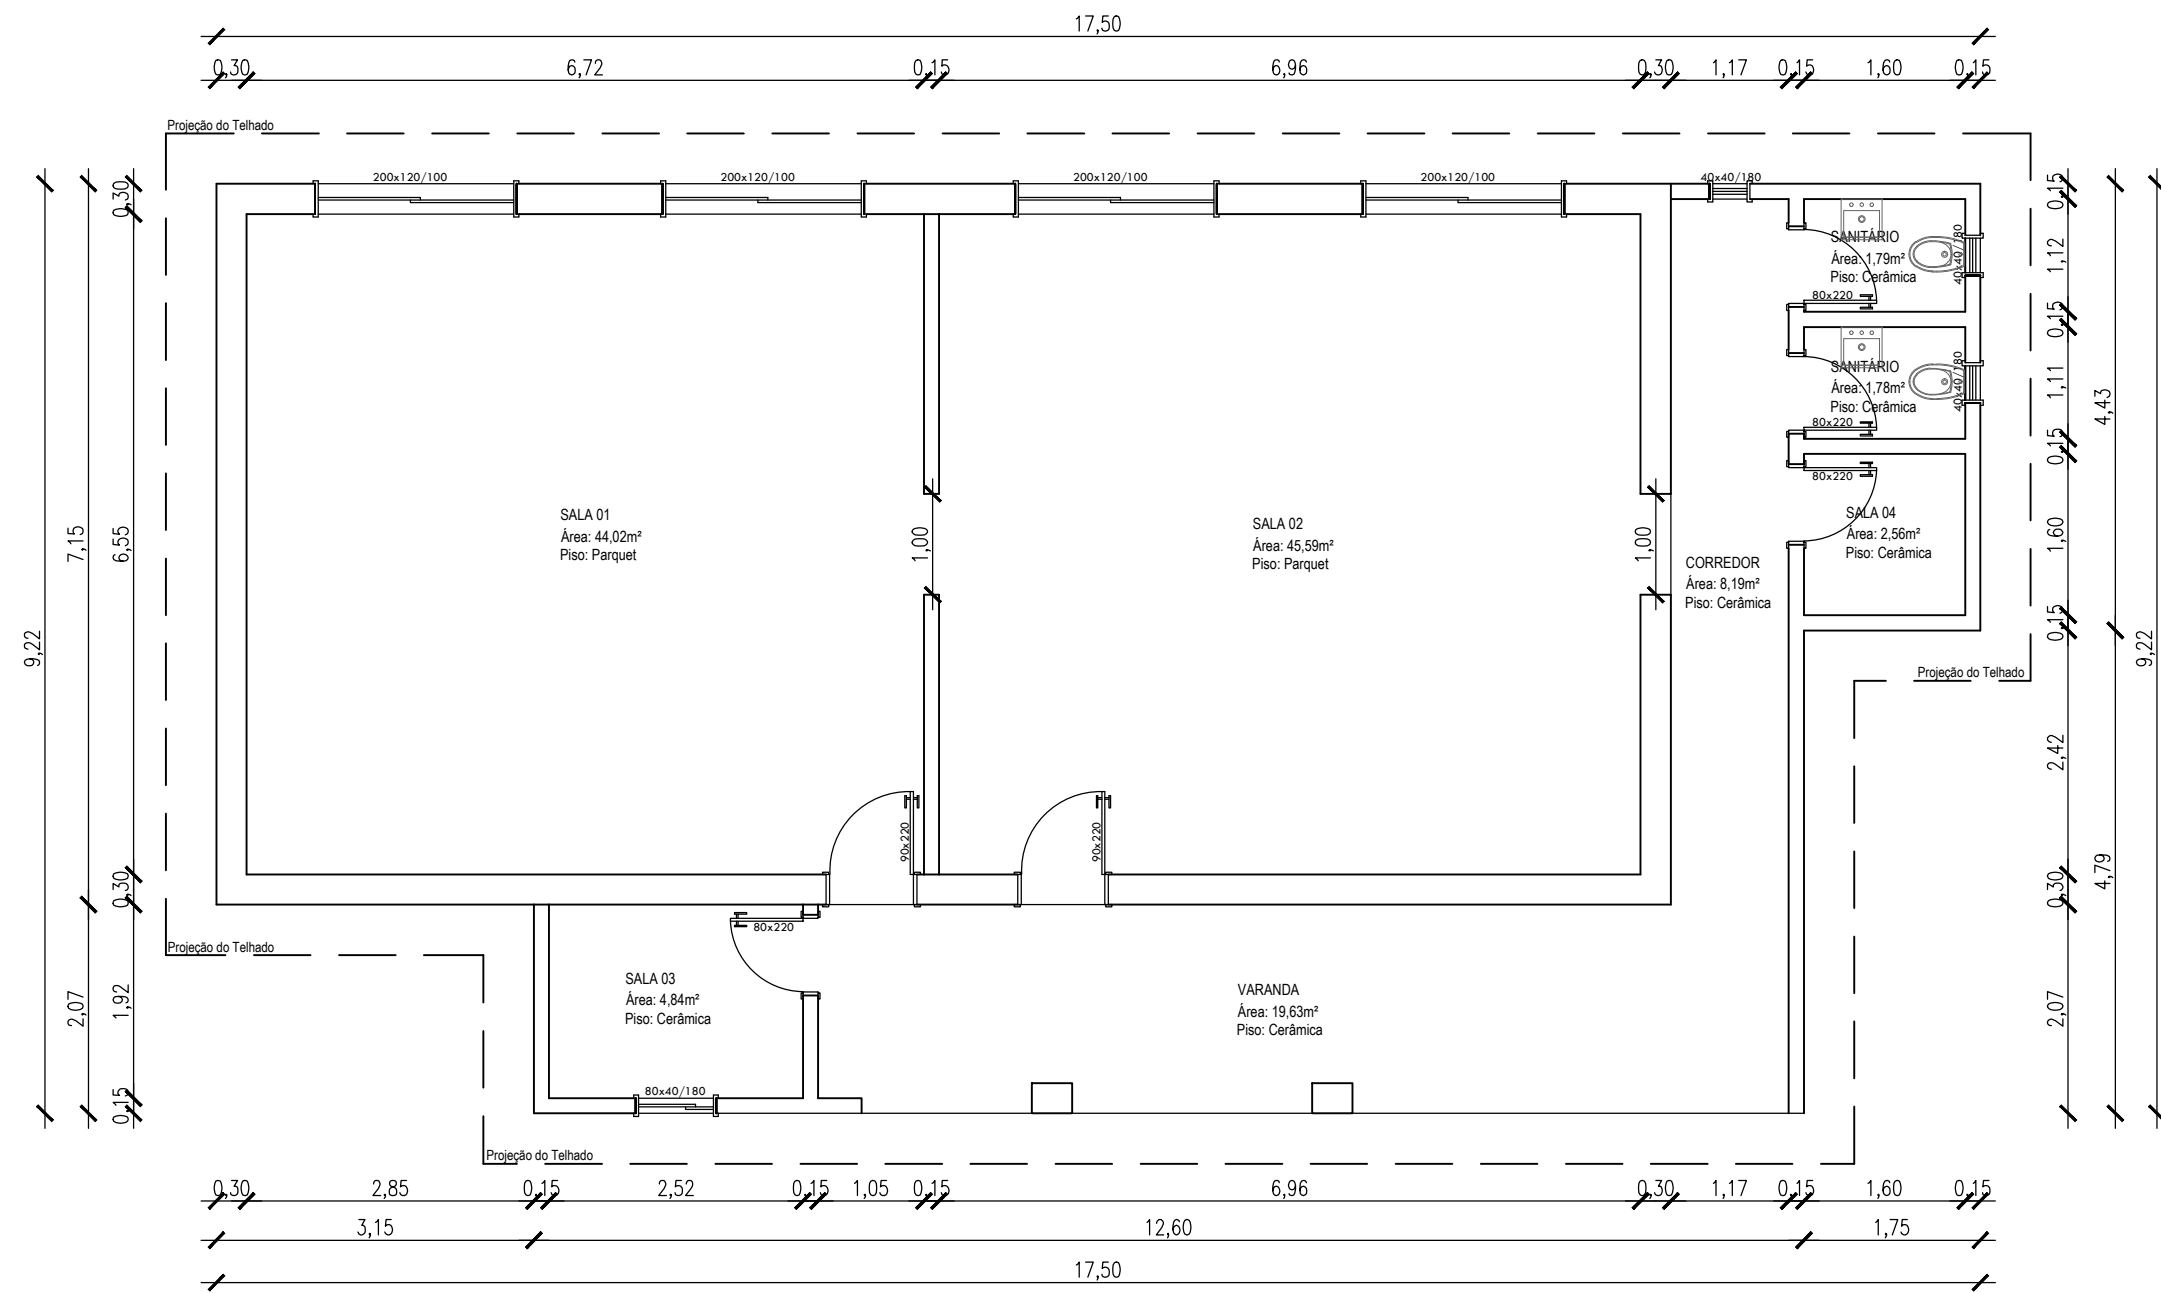 17,50
0,30 6,72 0,15 6,96 0,30 1,17 0,15 1,60 0,15
Projeção do Telhado
200x120/100 200x120/100 200x120/100 200x120/100 40x40/180
SANITÁRIO
Área: 1,79m²
Piso: Cerâmica
80x220
40x40/180
SANITÁRIO
Área: 1,78m²
Piso: Cerâmica
80x220
40x40/180
80x220
SALA 04
Área: 2,56m²
Piso: Cerâmica
SALA 01
Área: 44,02m²
Piso: Parquet
1,00
SALA 02
Área: 45,59m²
Piso: Parquet
1,00
CORREDOR
Área: 8,19m²
Piso: Cerâmica
Projeção do Telhado
90x220
90x220
80x220
Projeção do Telhado
SALA 03
Área: 4,84m²
Piso: Cerâmica
80x40/180
VARANDA
Área: 19,63m²
Piso: Cerâmica
Projeção do Telhado
9,22
7,15
2,07
0,30
6,55
0,30
1,92
0,15
0,15
1,12
0,15
1,11
0,15
1,60
0,15
2,42
0,30
2,07
4,43
4,79
9,22
0,30 2,85 0,15 2,52 0,15 1,05 0,15 6,96 0,30 1,17 0,15 1,60 0,15
3,15 12,60 1,75
17,50